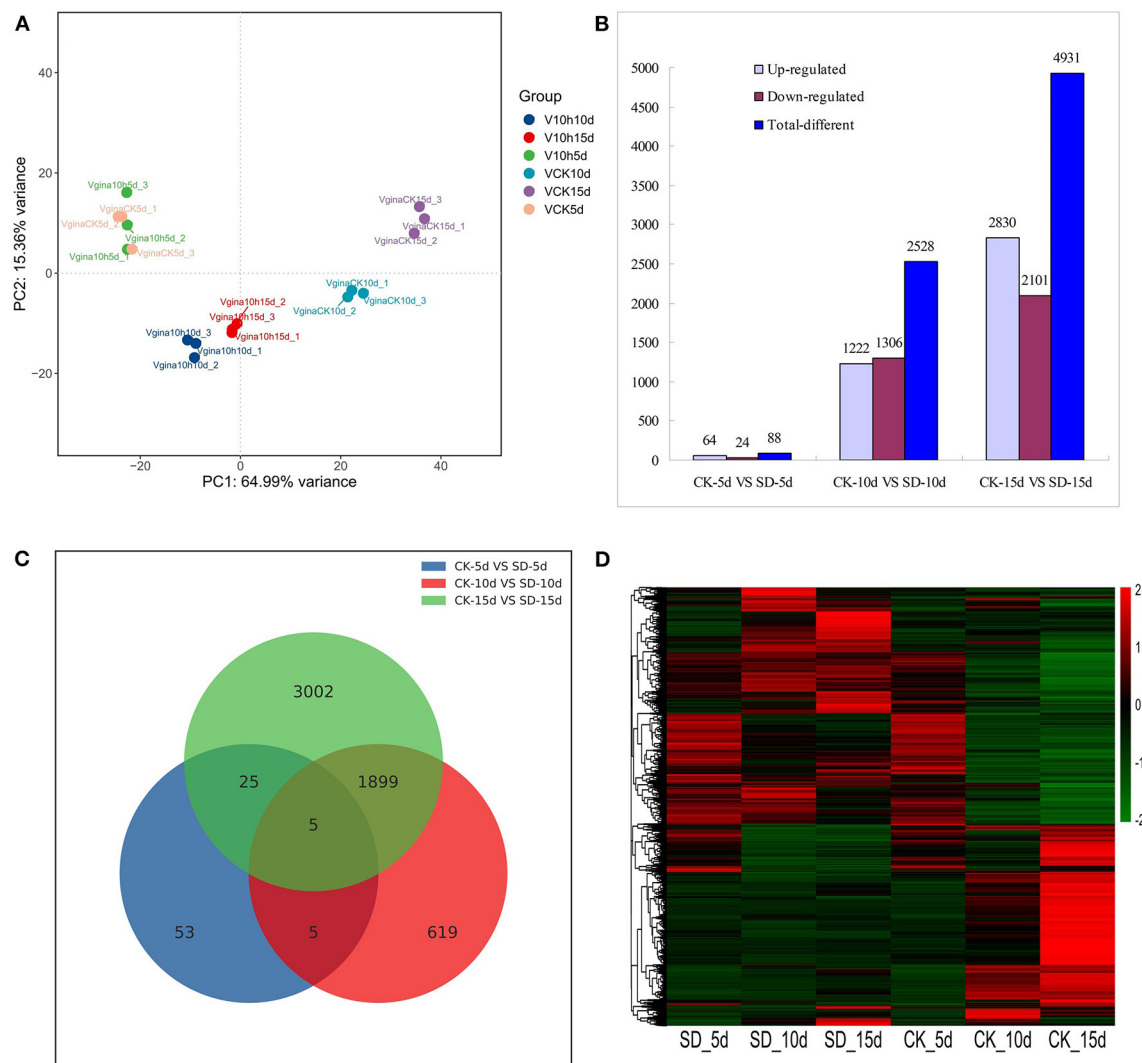 A
PC2: 15.36% variance
40
20
0
−20
−20
0
20
40
PC1: 64.99% variance
Vgina10h5d_3
VginaCK5d_1
VginaCK5d_2
Vgina10h5d_2
Vgina10h5d_1
VginaCK5d_3
VginaCK15d_3
VginaCK15d_1
VginaCK15d_2
VginaCK10d_1
VginaCK10d_2
VginaCK10d_3
Vgina10h15d_2
Vgina10h15d_3
Vgina10h15d_1
Vgina10h10d_3
Vgina10h10d_1
Vgina10h10d_2
Group
V10h10d
V10h15d
V10h5d
VCK10d
VCK15d
VCK5d
B
5000
4500
4000
3500
3000
2500
2000
1500
1000
500
0
Up-regulated
Down-regulated
Total-different
64
24
88
1222
1306
2528
2830
2101
4931
CK-5d VS SD-5d
CK-10d VS SD-10d
CK-15d VS SD-15d
C
CK-5d VS SD-5d
CK-10d VS SD-10d
CK-15d VS SD-15d
3002
25
1899
5
53
5
619
D
2
1
0
-1
-2
SD_5d
SD_10d
SD_15d
CK_5d
CK_10d
CK_15d